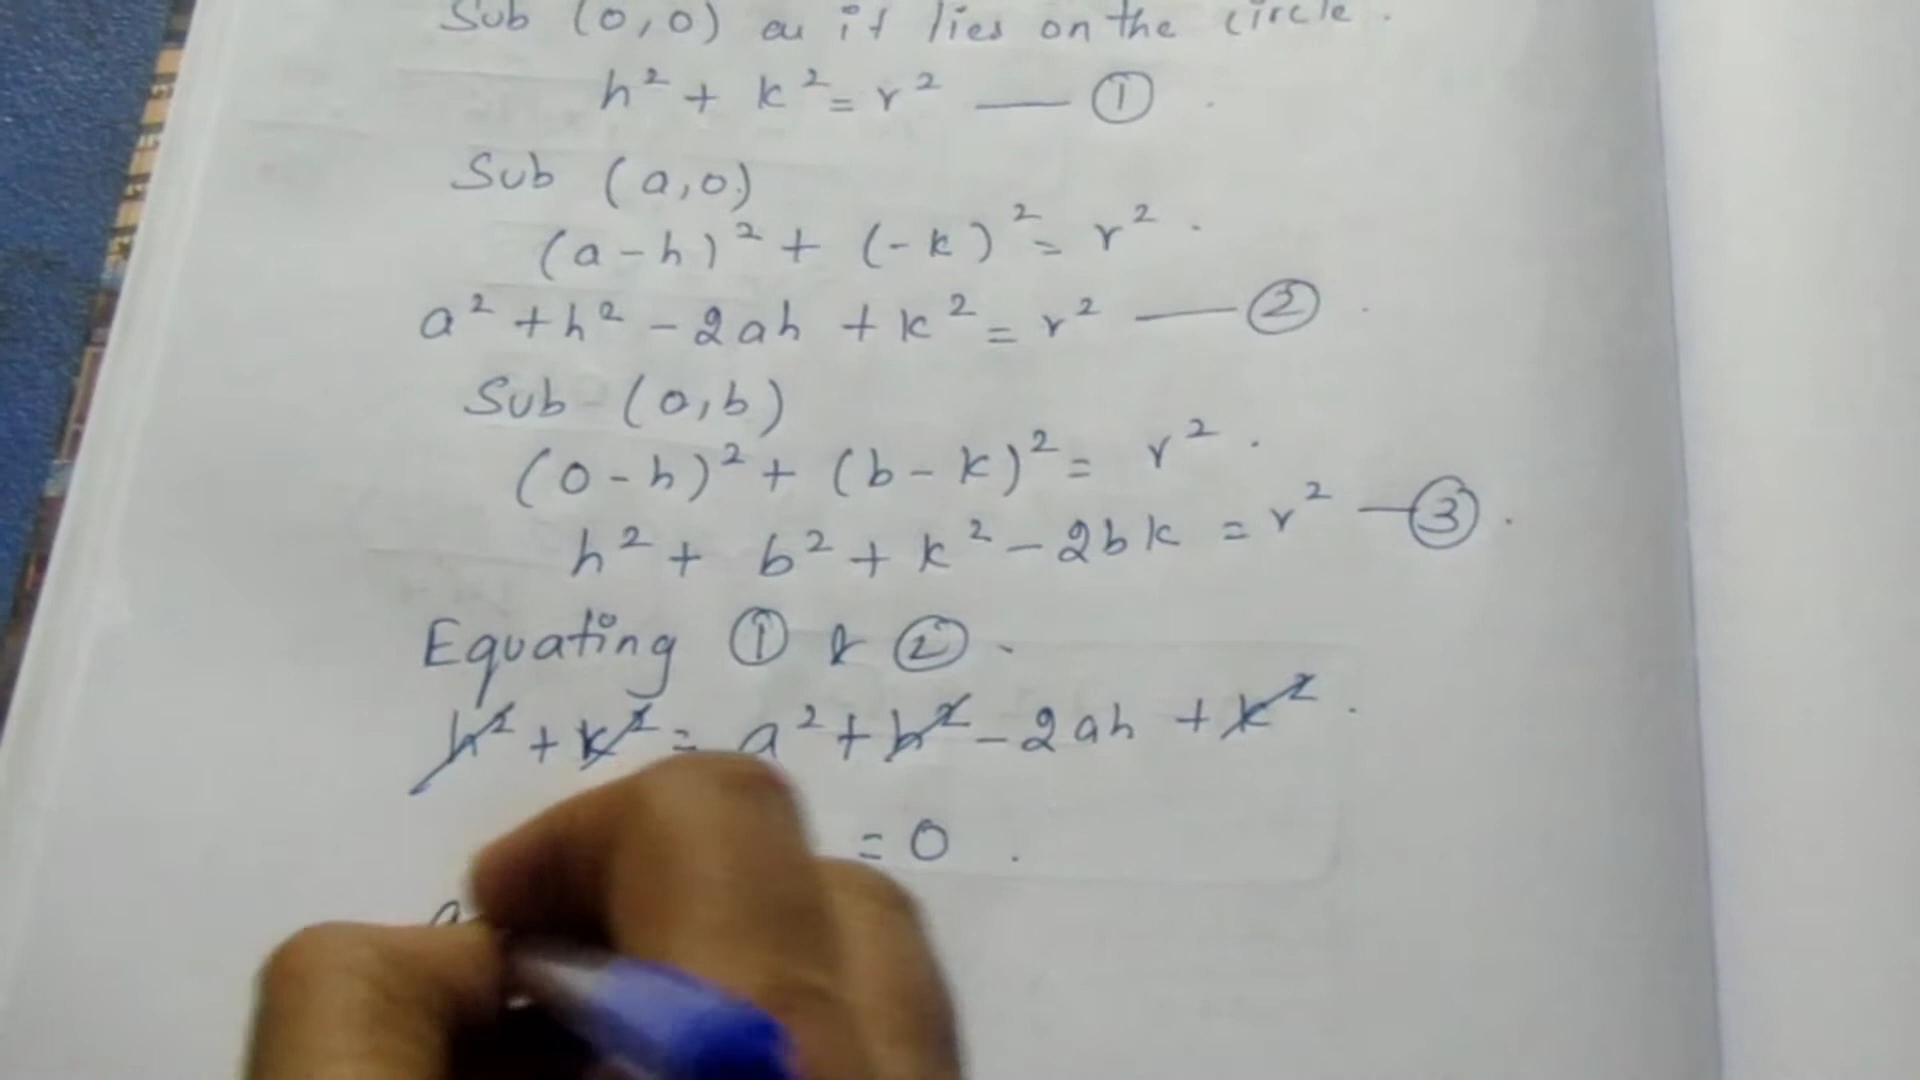 Sub (0,0) as it lies on the circle.
h² + k² = r² — ①
Sub (a,0)
(a-h)² + (-k)² = r².
a² + h² - 2ah + k² = r² — ②
Sub (0,b)
(0-h)² + (b-k)² = r².
h² + b² + k² - 2bk = r² — ③.
Equating ① & ②.
h² + k² = a² + h² - 2ah + k².
= 0.
a